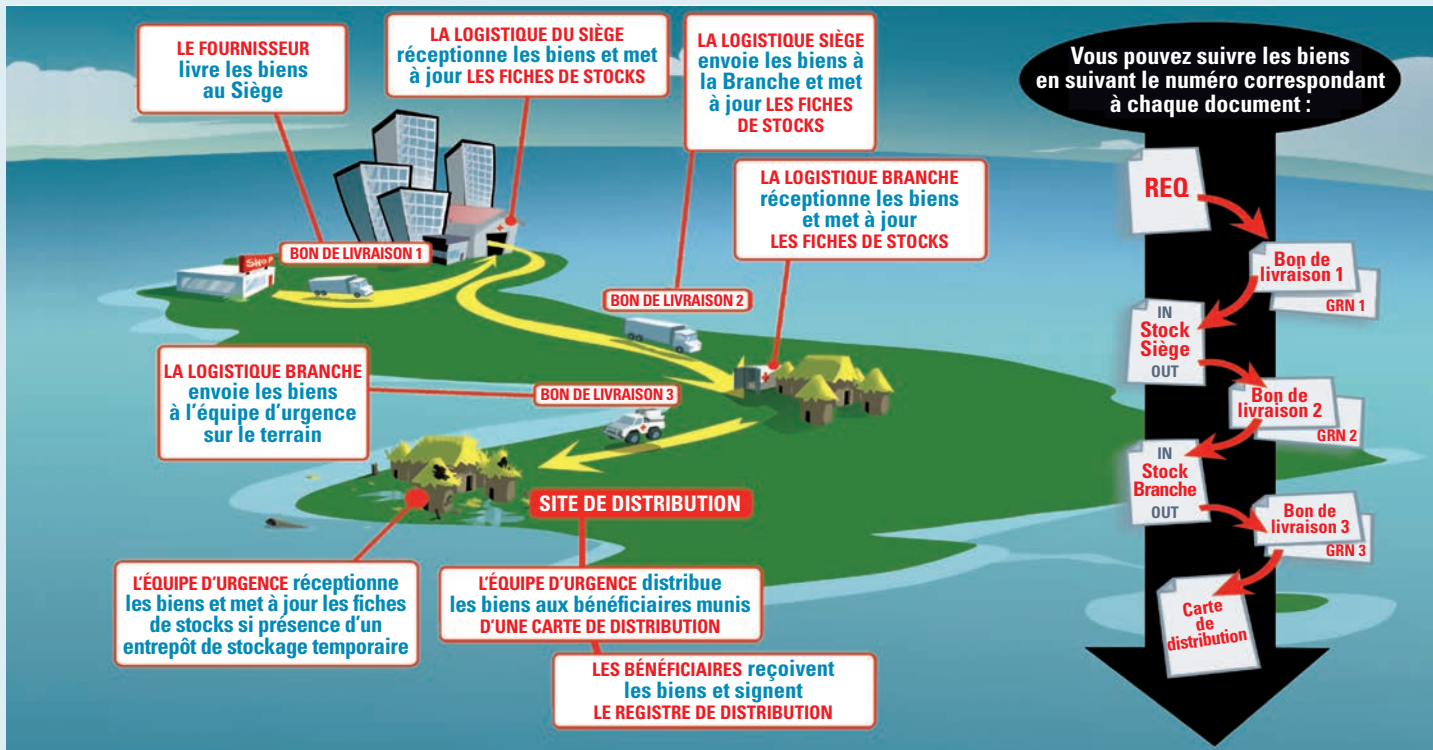 LE FOURNISSEUR
livre les biens
au Siège
LA LOGISTIQUE DU SIÈGE
réceptionne les biens et met
à jour LES FICHES DE STOCKS
LA LOGISTIQUE SIÈGE
envoie les biens à
la Branche et met
à jour LES FICHES
DE STOCKS
LA LOGISTIQUE BRANCHE
réceptionne les biens
et met à jour
LES FICHES DE STOCKS
BON DE LIVRAISON 1
SHOP
BON DE LIVRAISON 2
LA LOGISTIQUE BRANCHE
envoie les biens
à l'équipe d'urgence
sur le terrain
BON DE LIVRAISON 3
SITE DE DISTRIBUTION
L'ÉQUIPE D'URGENCE réceptionne
les biens et met à jour les fiches
de stocks si présence d'un
entrepôt de stockage temporaire
L'ÉQUIPE D'URGENCE distribue
les biens aux bénéficiaires munis
D'UNE CARTE DE DISTRIBUTION
LES BÉNÉFICIAIRES reçoivent
les biens et signent
LE REGISTRE DE DISTRIBUTION
Vous pouvez suivre les biens
en suivant le numéro correspondant
à chaque document :
REQ
Bon de
livraison 1
GRN 1
IN
Stock
Siège
OUT
Bon de
livraison 2
GRN 2
IN
Stock
Branche
OUT
Bon de
livraison 3
GRN 3
Carte
de
distribution